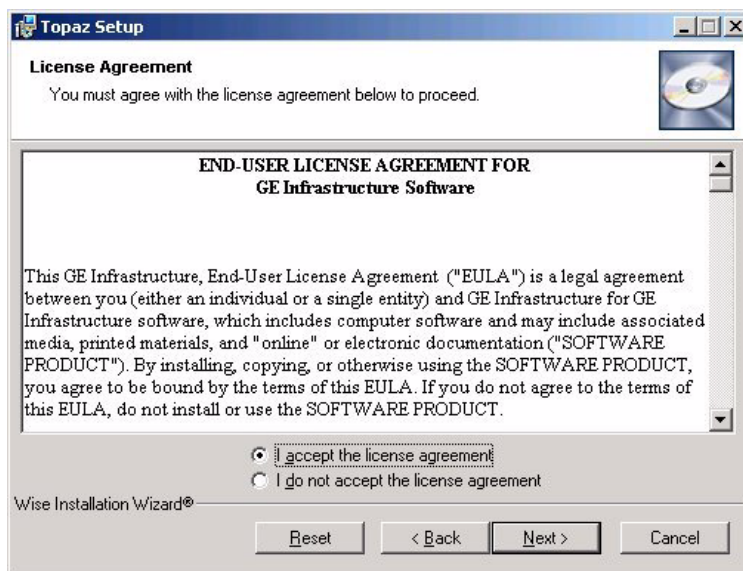 Topaz Setup
License Agreement
You must agree with the license agreement below to proceed.
END-USER LICENSE AGREEMENT FOR
GE Infrastructure Software
This GE Infrastructure, End-User License Agreement ("EULA") is a legal agreement
between you (either an individual or a single entity) and GE Infrastructure for GE
Infrastructure software, which includes computer software and may include associated
media, printed materials, and "online" or electronic documentation ("SOFTWARE
PRODUCT"). By installing, copying, or otherwise using the SOFTWARE PRODUCT,
you agree to be bound by the terms of this EULA. If you do not agree to the terms of
this EULA, do not install or use the SOFTWARE PRODUCT.
I accept the license agreement
I do not accept the license agreement
Wise Installation Wizard®
Reset < Back Next > Cancel